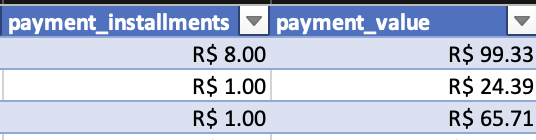 payment_installments payment_value
R$ 8.00 R$ 99.33
R$ 1.00 R$ 24.39
R$ 1.00 R$ 65.71